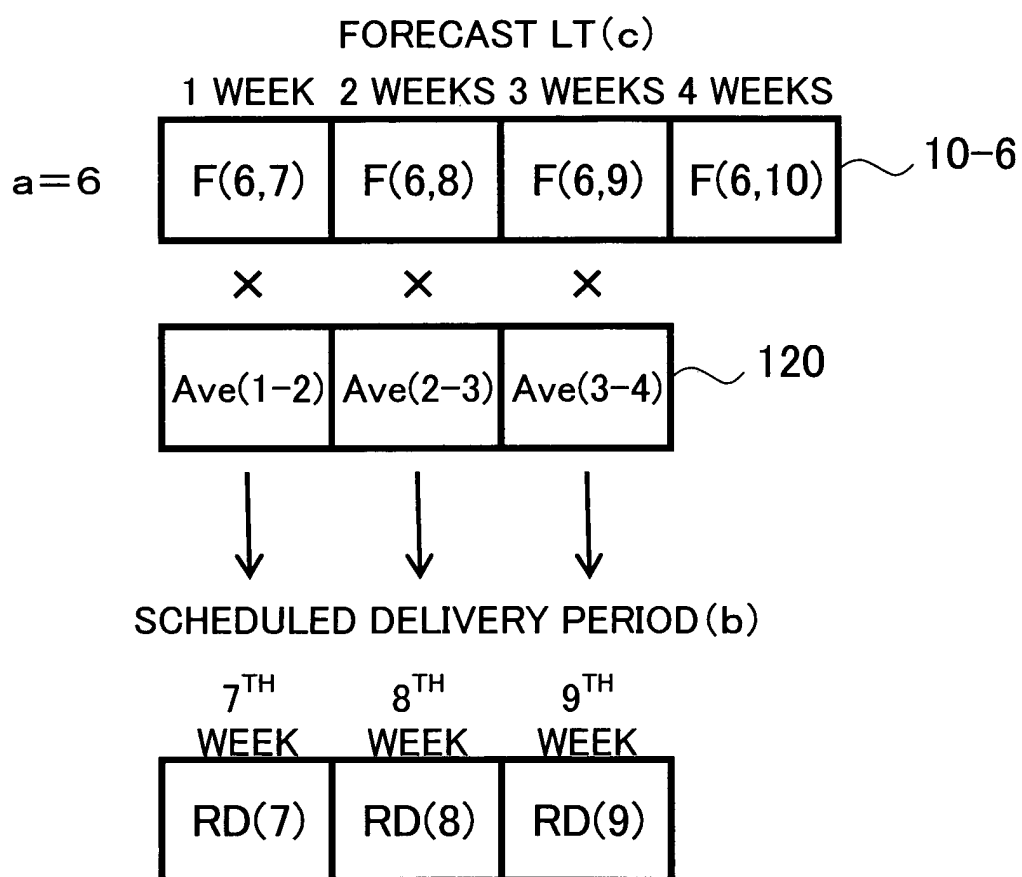 FORECAST LT(c)
1 WEEK 2 WEEKS 3 WEEKS 4 WEEKS
a=6 F(6,7) F(6,8) F(6,9) F(6,10) 10-6
× × ×
Ave(1-2) Ave(2-3) Ave(3-4) 120
SCHEDULED DELIVERY PERIOD(b)
7TH 8TH 9TH
WEEK WEEK WEEK
RD(7) RD(8) RD(9)